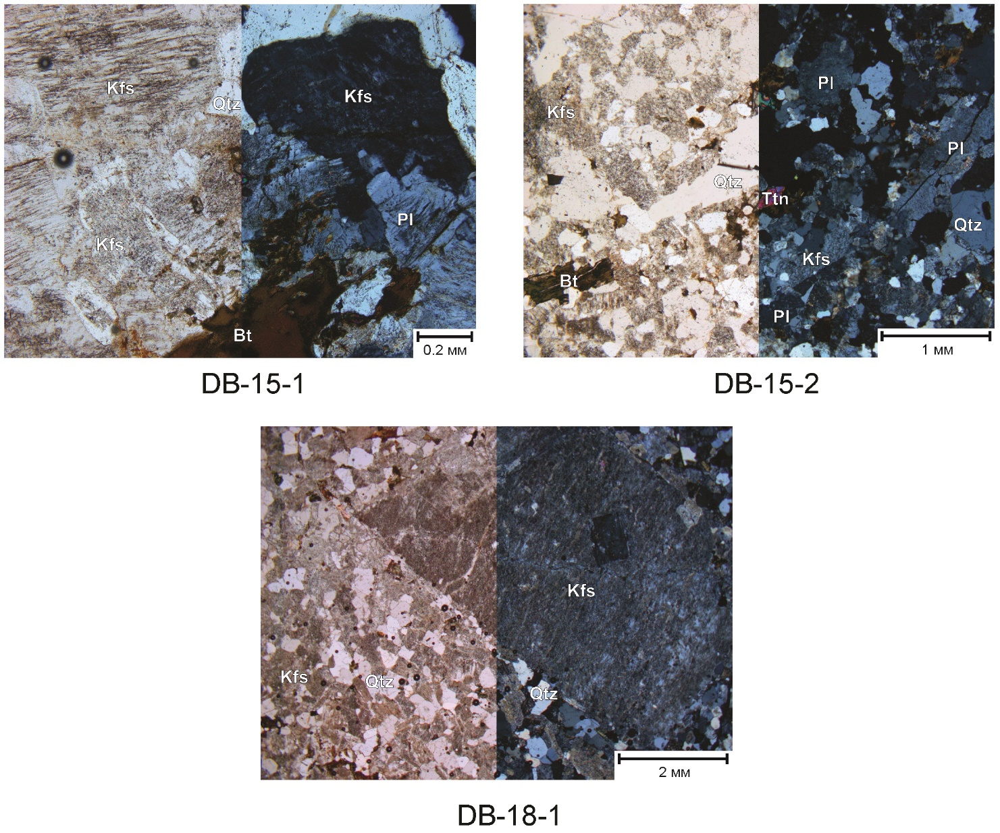 Kfs
Qtz
Kfs
Kfs
Pl
Bt
0.2 мм
DB-15-1
Kfs
Qtz
Bt
Pl
Pl
Ttn
Qtz
Kfs
Pl
1 мм
DB-15-2
Kfs
Qtz
Kfs
Qtz
2 мм
DB-18-1